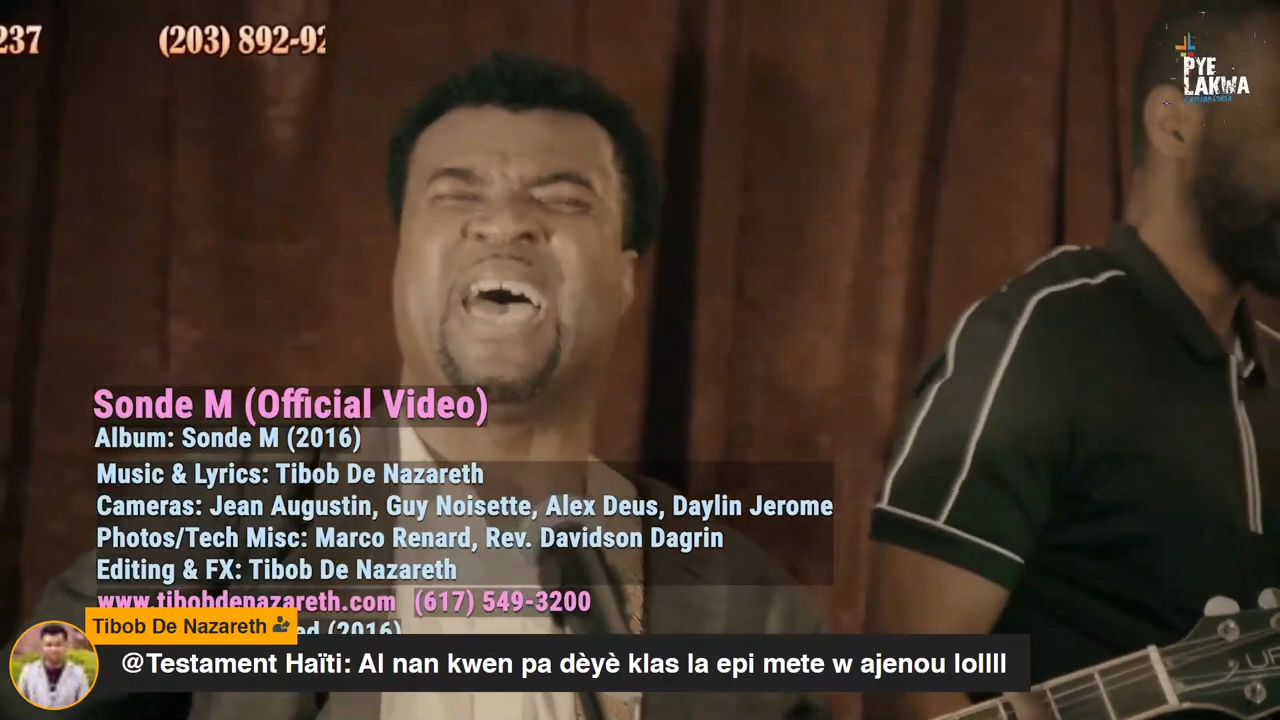 237 (203) 892-92
PYE
LAKWA
Sonde M (Official Video)
Album: Sonde M (2016)
Music & Lyrics: Tibob De Nazareth
Cameras: Jean Augustin, Guy Noisette, Alex Deus, Daylin Jerome
Photos/Tech Misc: Marco Renard, Rev. Davidson Dagrin
Editing & FX: Tibob De Nazareth
www.tibobdenazareth.com (617) 549-3200
(2016)
Tibob De Nazareth
@Testament Haïti: Al nan kwen pa dèyè klas la epi mete w ajenou lollll